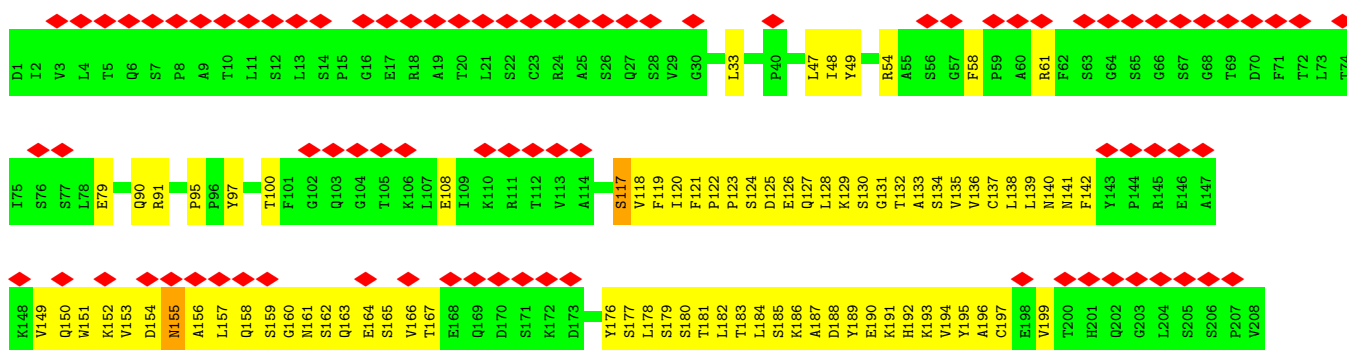 D1 I2 V3 L4 T5 Q6 S7 P8 A9 T10 L11 S12 L13 S14 P15 G16 E17 R18 A19 T20 L21 S22 C23 R24 A25 S26 Q27 S28 V29 G30 L33 P40 L47 I48 Y49 R54 A55 S56 G57 F58 P59 A60 R61 F62 S63 G64 S65 G66 S67 G68 T69 D70 F71 T72 L73 T74
I75 S76 S77 L78 E79 Q90 R91 P95 P96 Y97 T100 F101 G102 Q103 G104 T105 K106 L107 E108 I109 K110 R111 T112 V113 A114 S117 V118 F119 I120 F121 P122 P123 S124 D125 E126 Q127 L128 K129 S130 G131 T132 A133 S134 V135 V136 C137 L138 L139 N140 N141 F142 Y143 P144 R145 E146 A147
K148 V149 Q150 W151 K152 V153 D154 N155 A156 L157 Q158 S159 G160 N161 S162 Q163 E164 S165 V166 T167 E168 Q169 D170 S171 K172 D173 Y176 S177 L178 S179 S180 T181 L182 T183 L184 S185 K186 A187 D188 Y189 E190 K191 H192 K193 V194 Y195 A196 C197 E198 V199 T200 H201 Q202 G203 L204 S205 S206 P207 V208